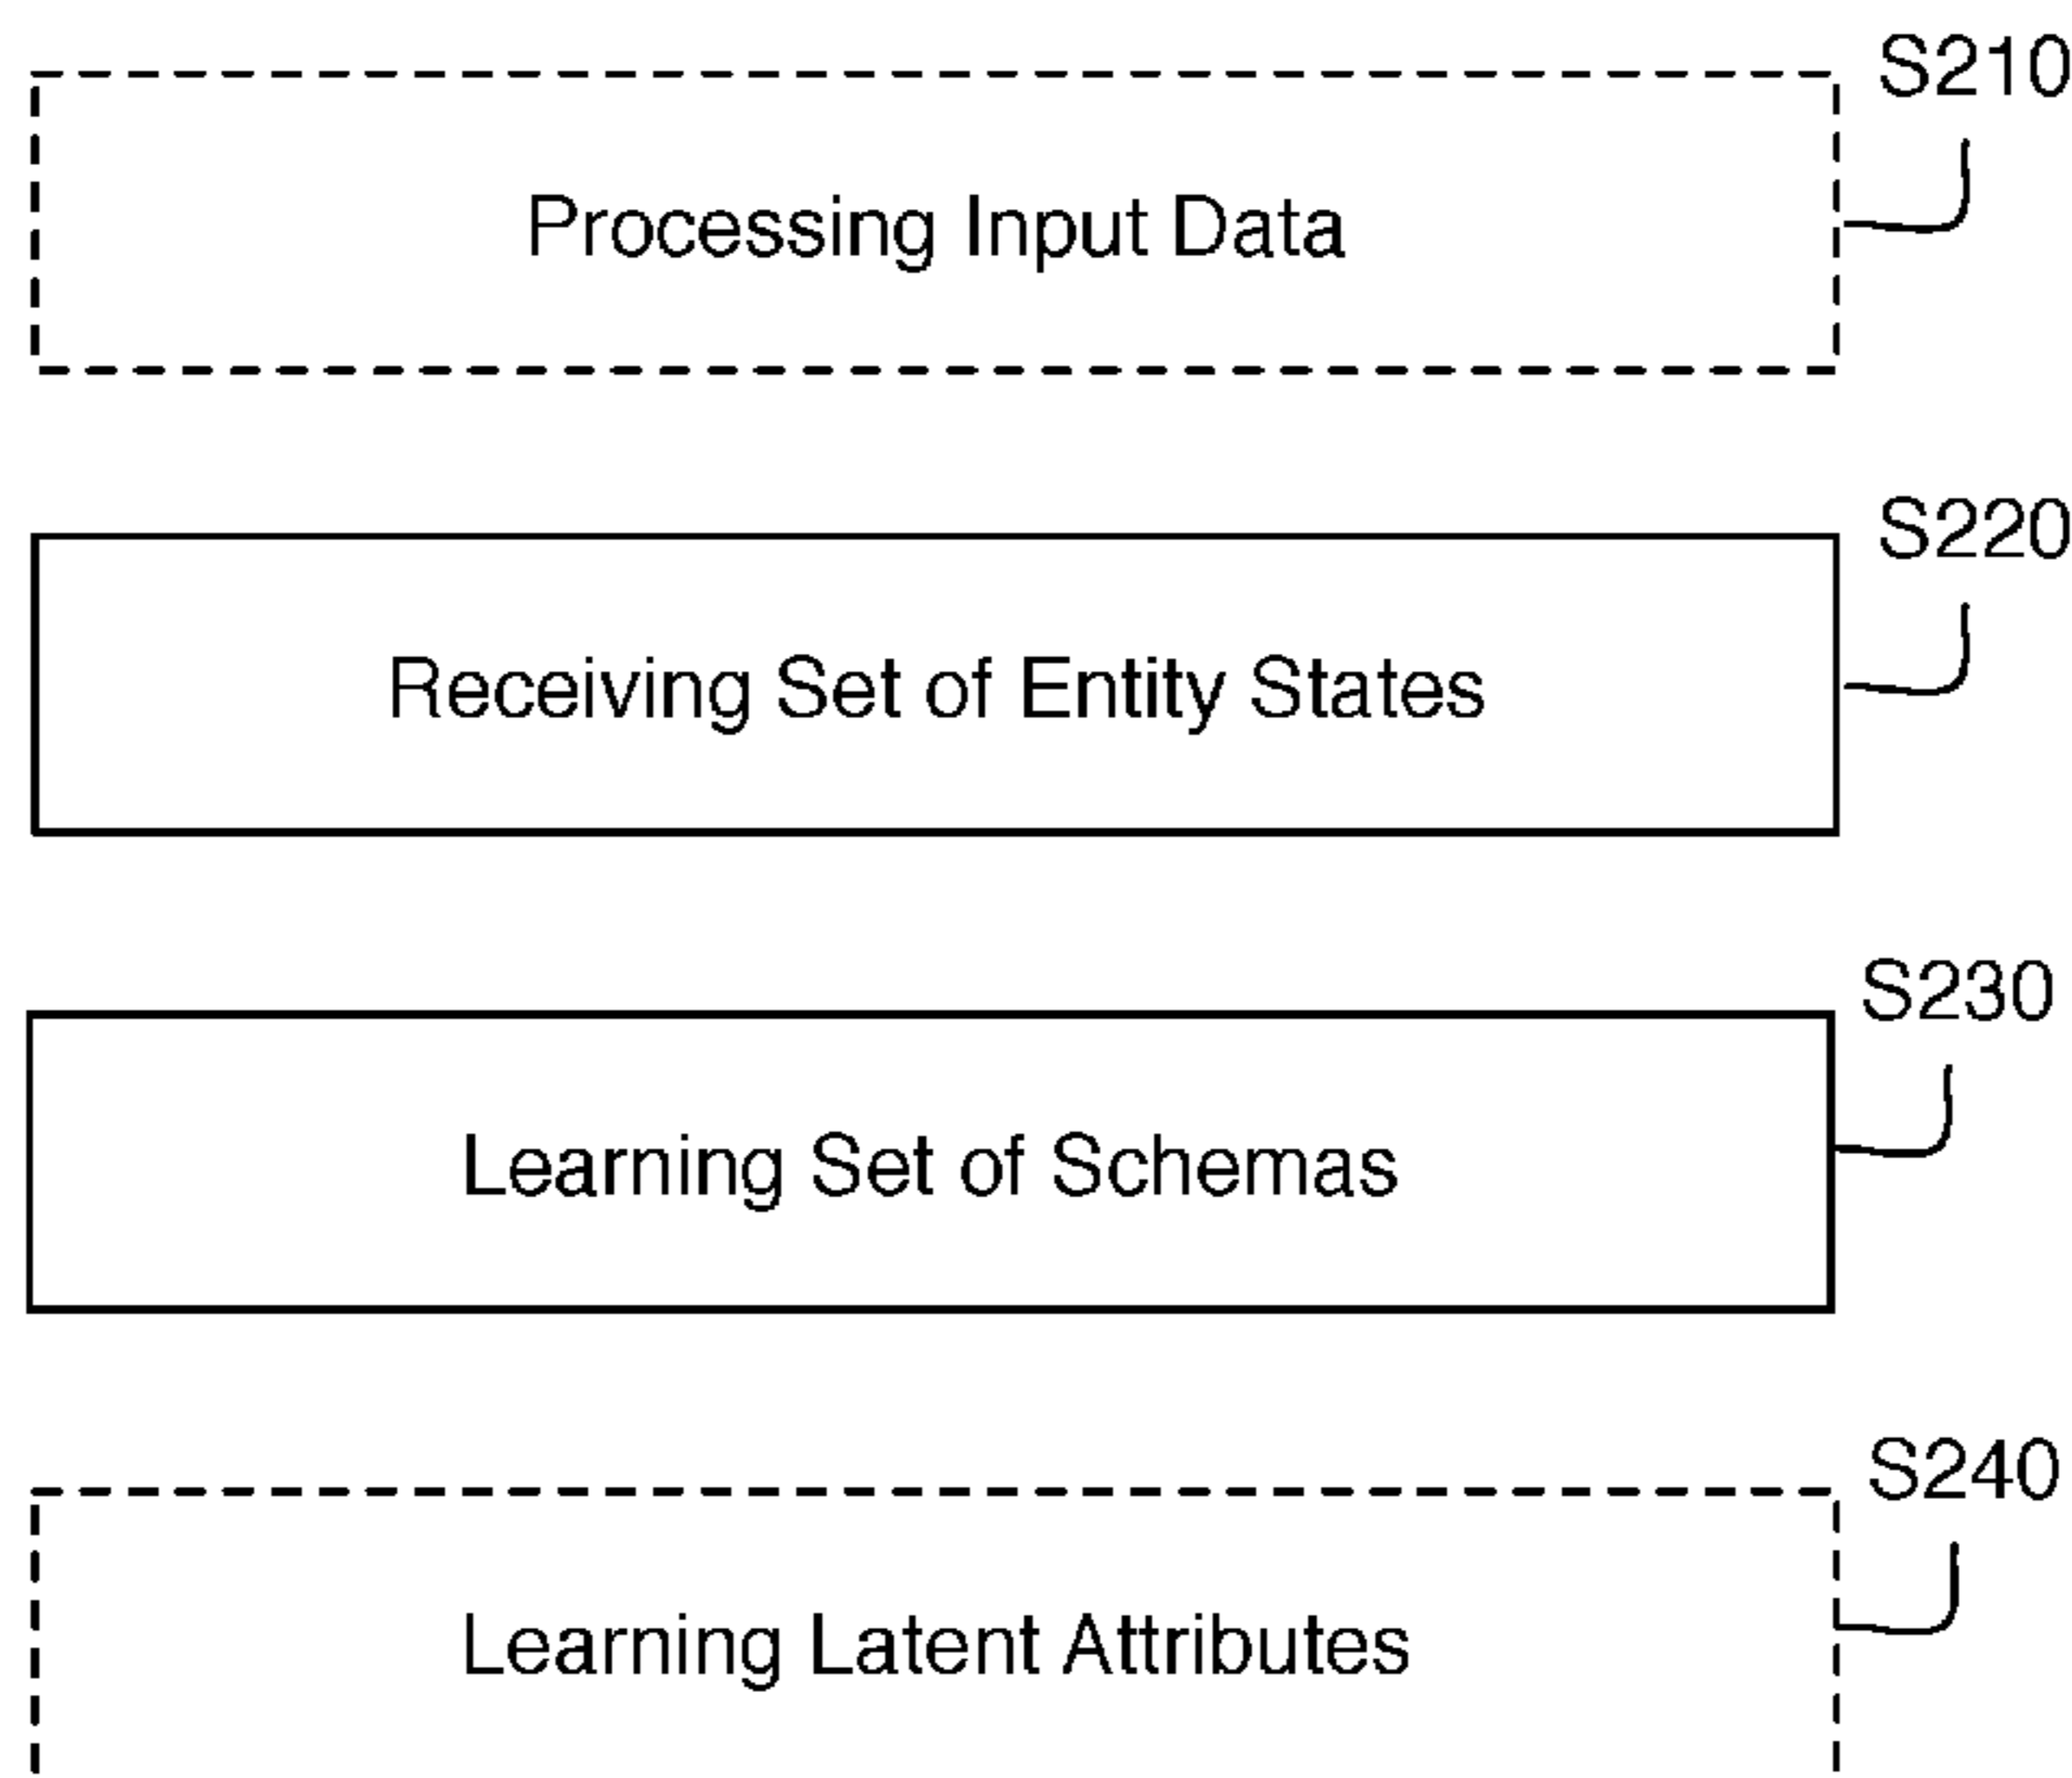 S210
Processing Input Data
S220
Receiving Set of Entity States
S230
Learning Set of Schemas
S240
Learning Latent Attributes